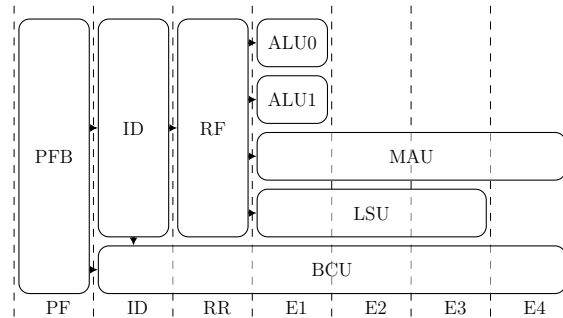 ALU0
ALU1
ID
RF
PFB
MAU
LSU
BCU
PF ID RR E1 E2 E3 E4